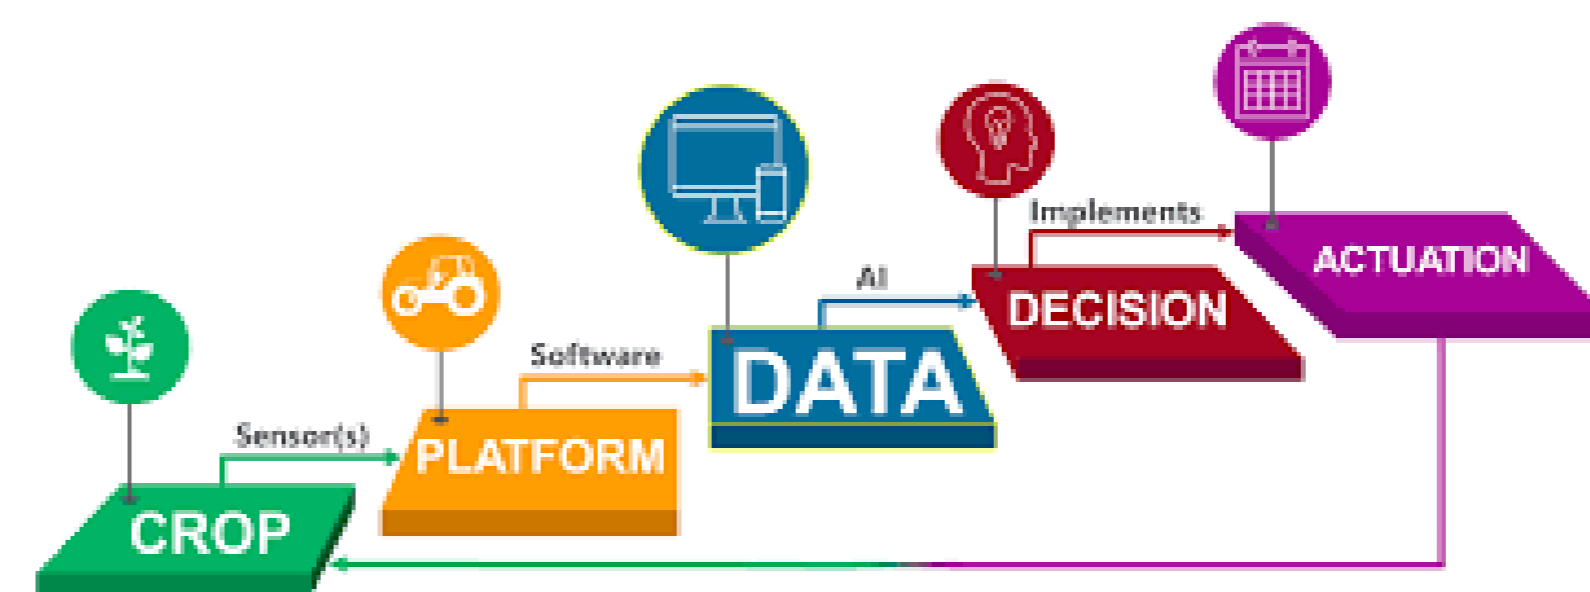 CROP
Sensor(s)
PLATFORM
Software
DATA
AI
DECISION
Implements
ACTUATION